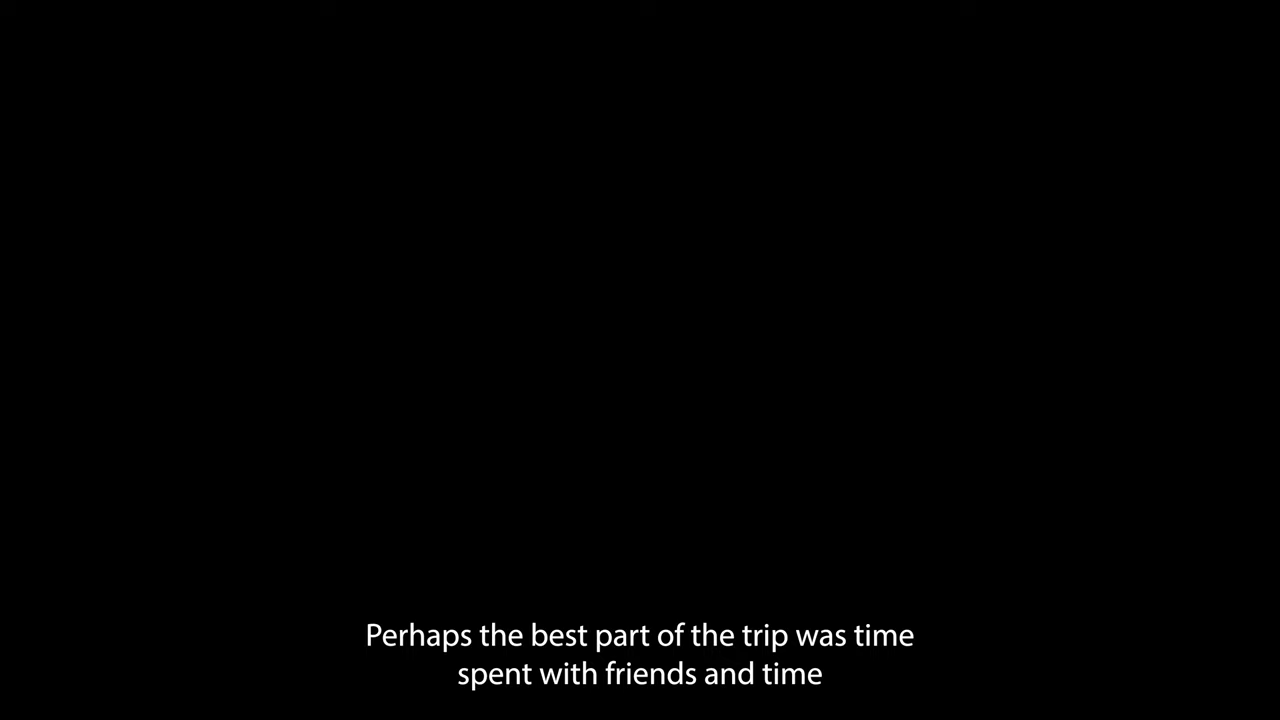 Perhaps the best part of the trip was time
spent with friends and time